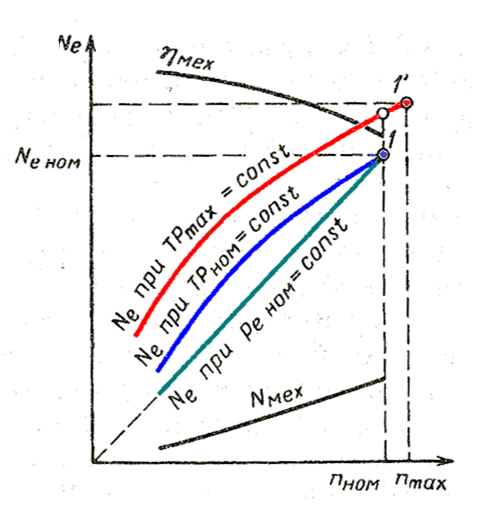 Ne
ηмех
1'
Ne ном
1
Ne при TPmax = const
Ne при TPном = const
Ne при pe ном = const
Nмех
nном nmax